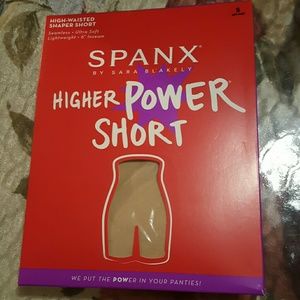 HIGH-WAISTED
SHAPER SHORT
Seamless • Ultra Soft
Lightweight • 6" Inseam
S
SPANX®
BY SARA BLAKELY
HIGHER POWER
SHORT
WE PUT THE POWER IN YOUR PANTIES!